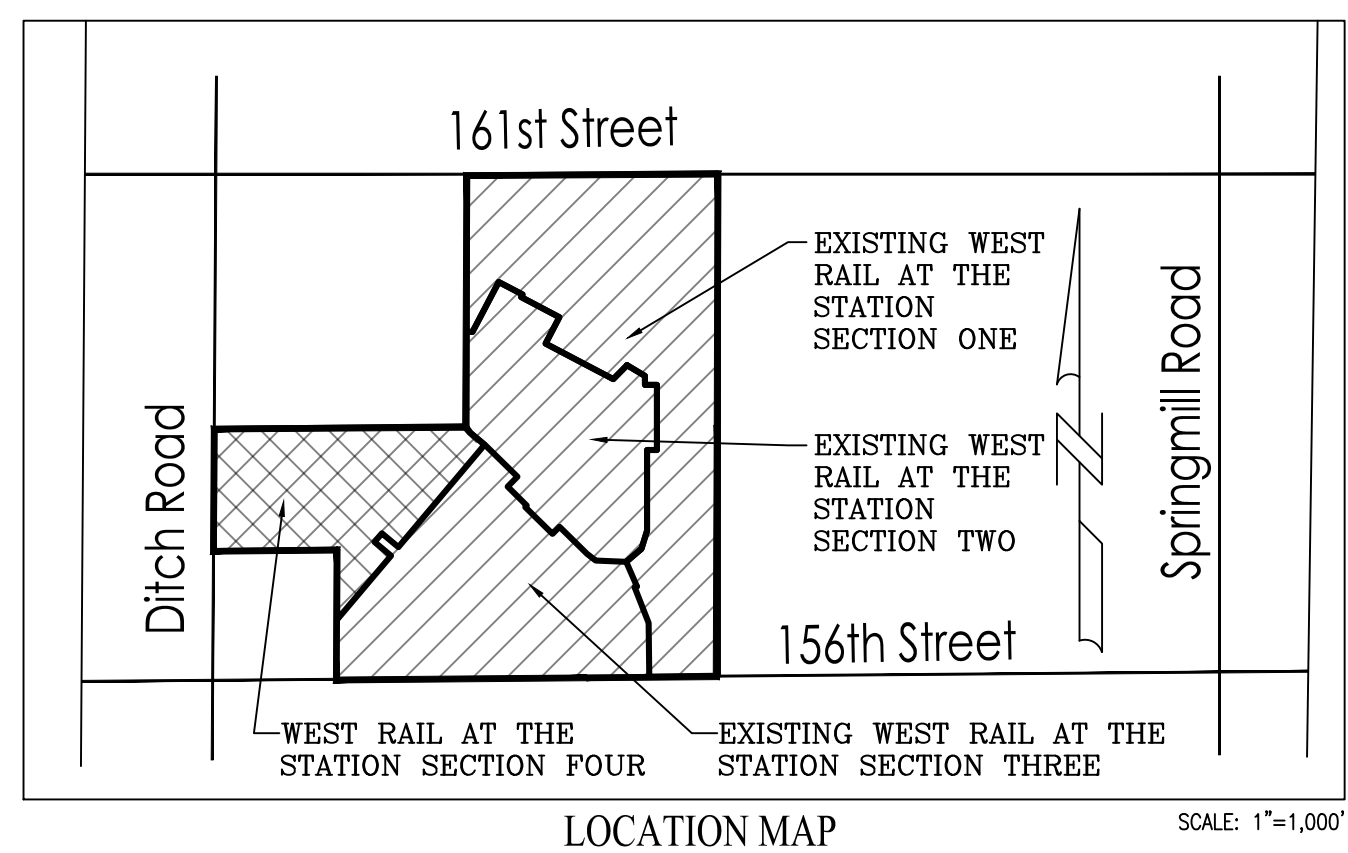 161st Street
EXISTING WEST
RAIL AT THE
STATION
SECTION ONE
EXISTING WEST
RAIL AT THE
STATION
SECTION TWO
N
Ditch Road
Springmill Road
156th Street
WEST RAIL AT THE
STATION SECTION FOUR
EXISTING WEST RAIL AT THE
STATION SECTION THREE
LOCATION MAP
SCALE: 1"=1,000'